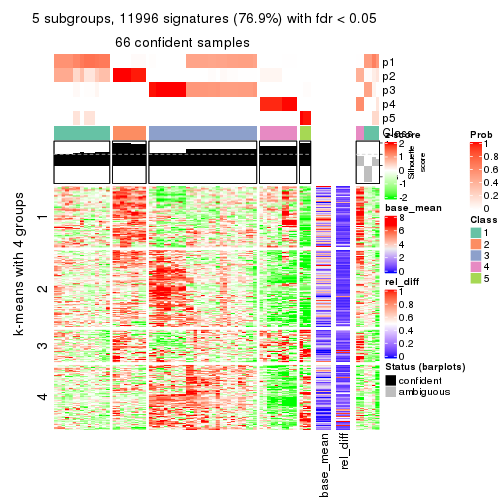 5 subgroups, 11996 signatures (76.9%) with fdr < 0.05
66 confident samples
p1
p2
p3
p4
p5
Class
Silhouette
score
k-means with 4 groups
1
2
3
4
base_mean
rel_diff
z-score
2
1
0
-1
-2
base_mean
8
6
4
2
0
rel_diff
1
0.8
0.6
0.4
0.2
0
Status (barplots)
confident
ambiguous
Prob
1
0.8
0.6
0.4
0.2
0
Class
1
2
3
4
5